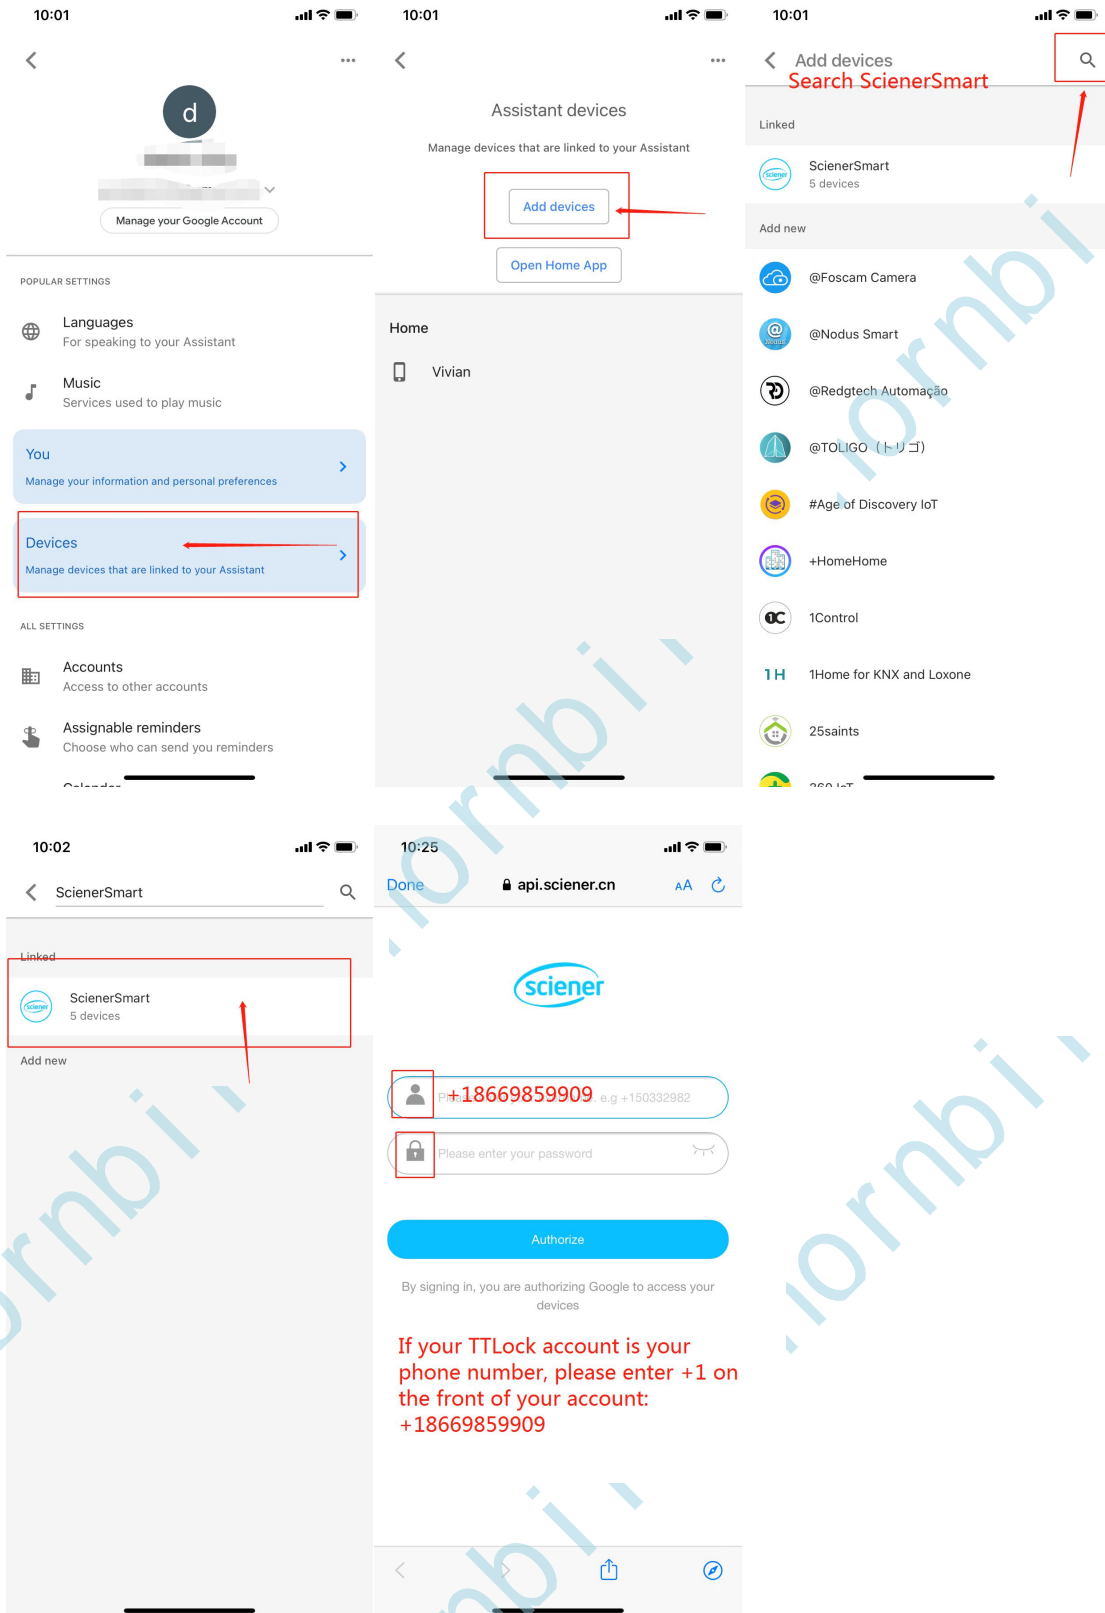 10:01
d
Manage your Google Account
POPULAR SETTINGS
Languages
For speaking to your Assistant
Music
Services used to play music
You
Manage your information and personal preferences
Devices
Manage devices that are linked to your Assistant
ALL SETTINGS
Accounts
Access to other accounts
Assignable reminders
Choose who can send you reminders
Calendar
10:01
Assistant devices
Manage devices that are linked to your Assistant
Add devices
Open Home App
Home
Vivian
10:01
Add devices
Search ScienerSmart
Linked
sciener
ScienerSmart
5 devices
Add new
@Foscam Camera
@
Nodus
@Nodus Smart
@Redgtech Automação
@TOLIGO（トリゴ）
#Age of Discovery IoT
+HomeHome
1C
1Control
1H
1Home for KNX and Loxone
25saints
360 IoT
10:02
ScienerSmart
Linked
sciener
ScienerSmart
5 devices
Add new
10:25
Done
api.sciener.cn
AA
sciener
+18669859909
e.g +150332982
Please enter your password
Authorize
By signing in, you are authorizing Google to access your
devices
If your TTLock account is your
phone number, please enter +1 on
the front of your account:
+18669859909